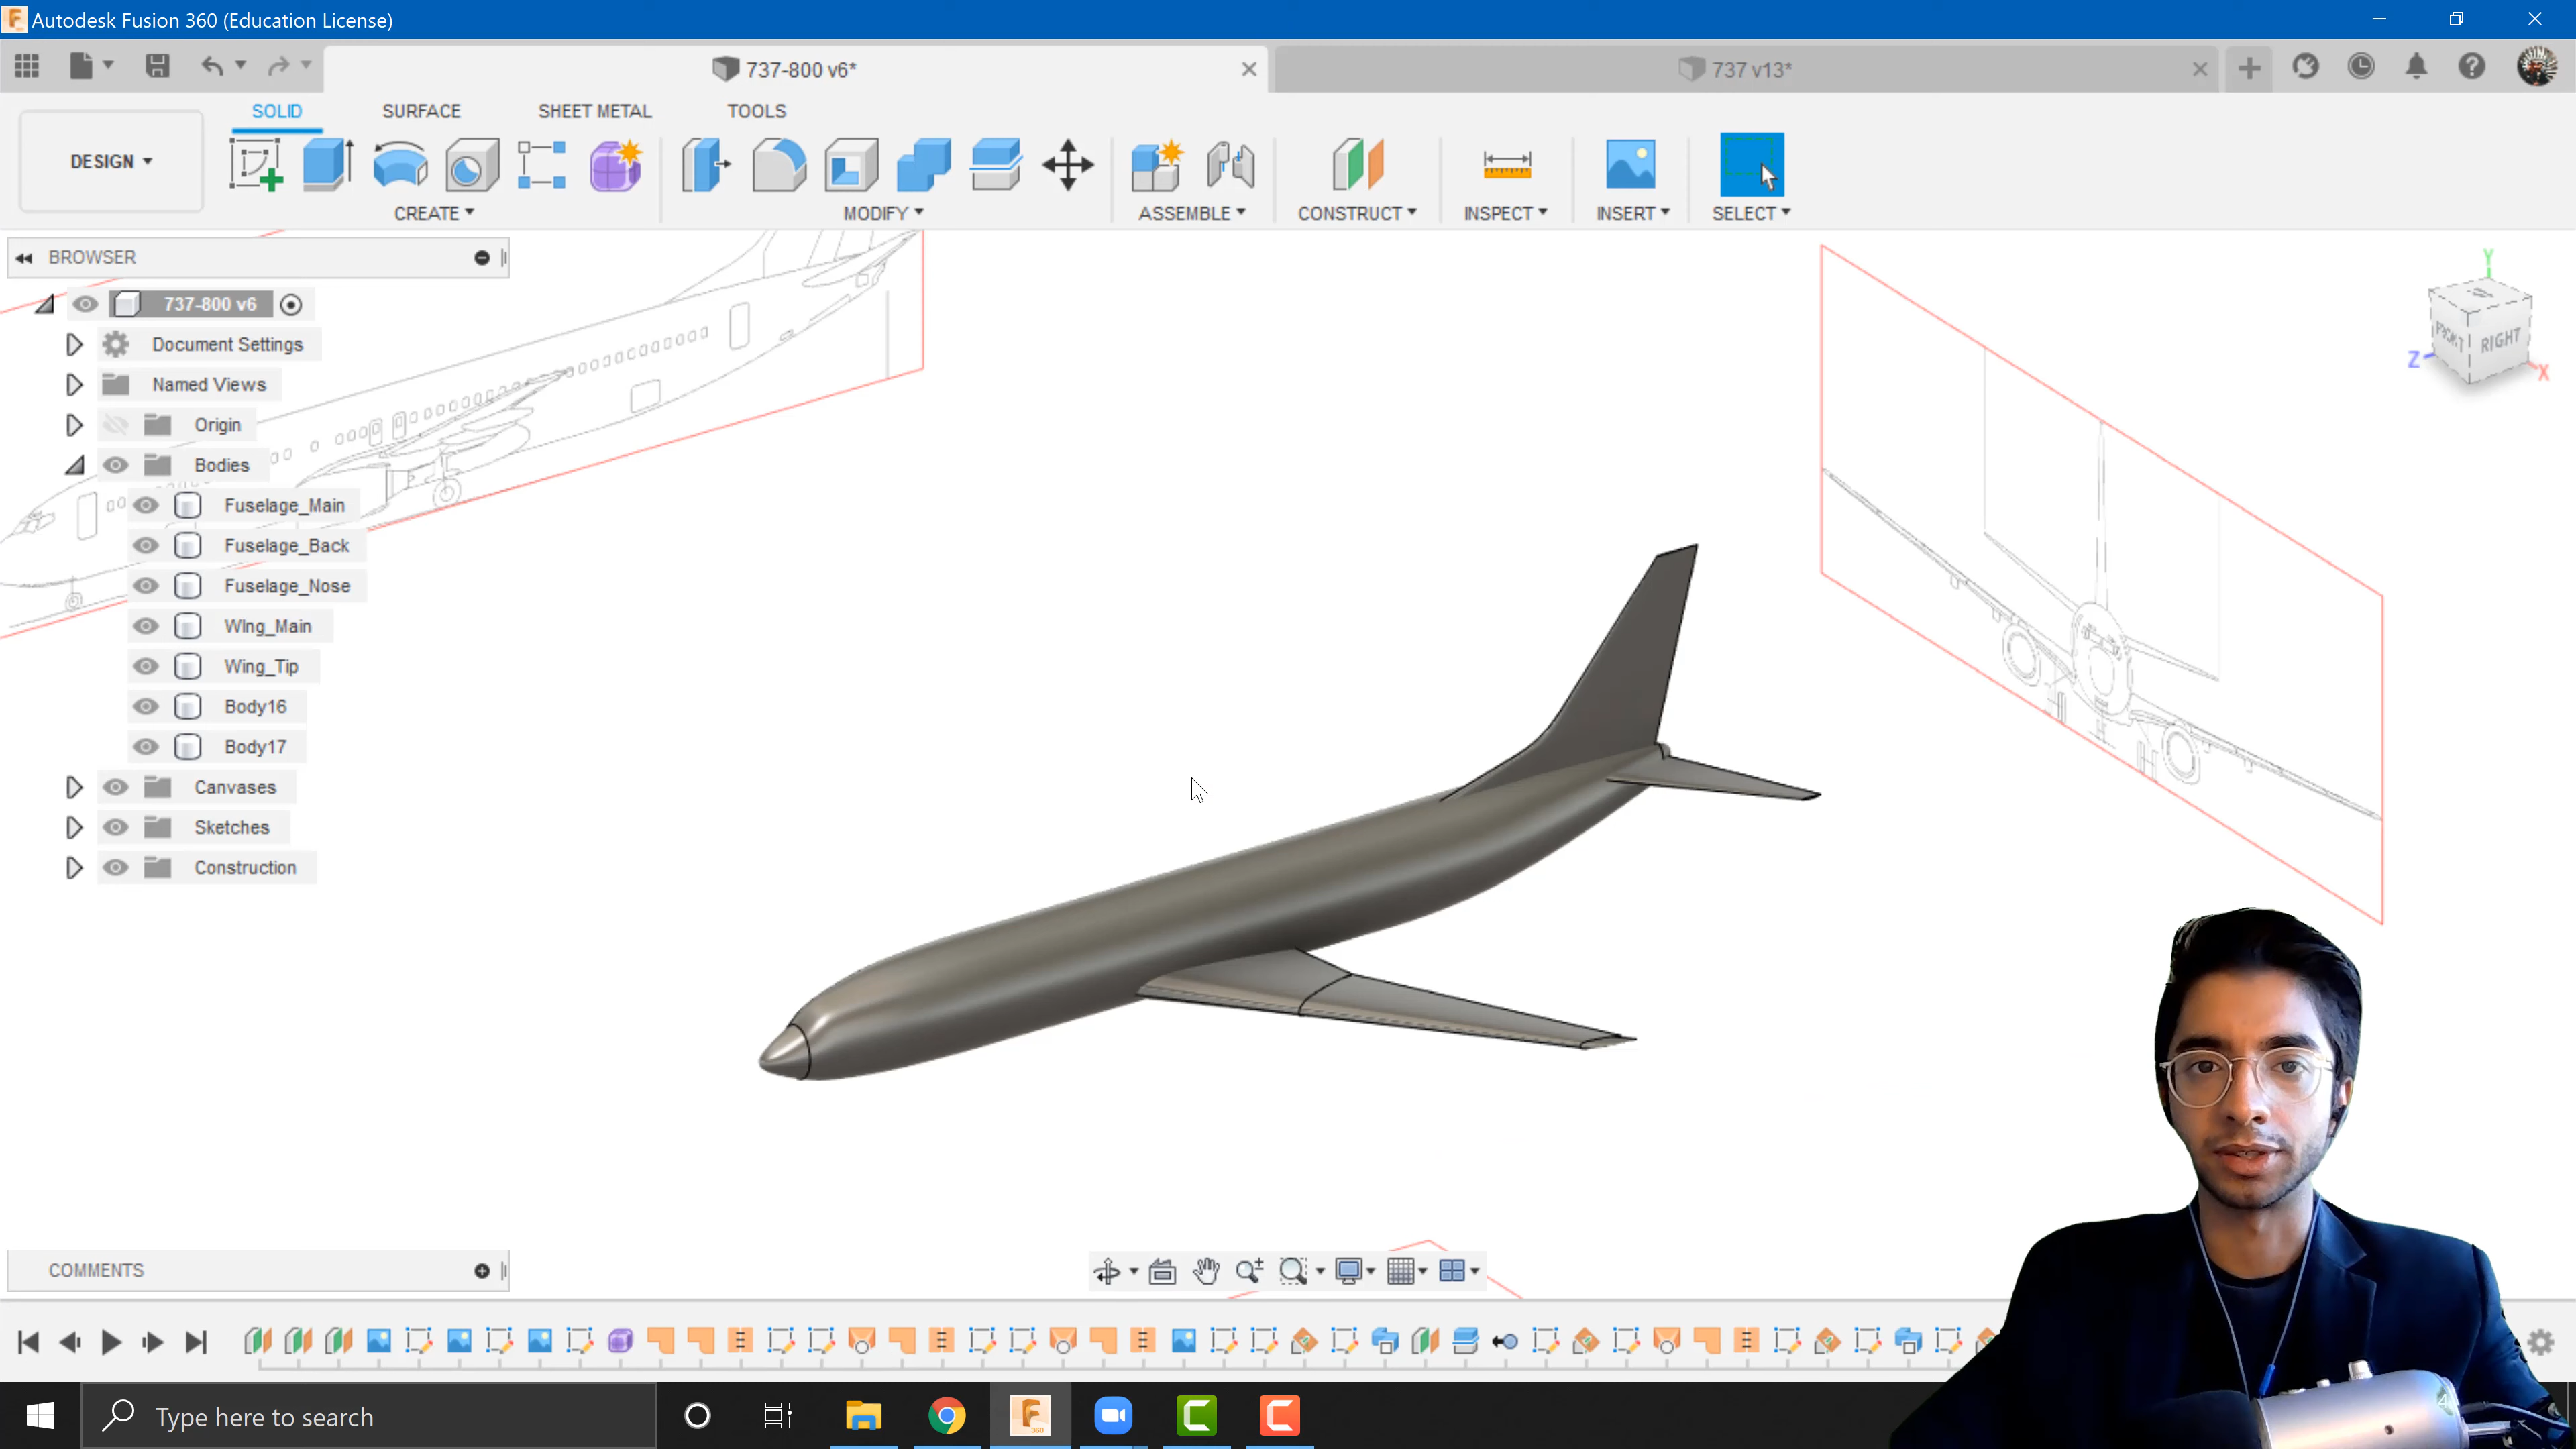 Autodesk Fusion 360 (Education License)
737-800 v6*
737 v13*
SOLID SURFACE SHEET METAL TOOLS
DESIGN
CREATE MODIFY ASSEMBLE CONSTRUCT INSPECT INSERT SELECT
BROWSER
737-800 v6
Document Settings
Named Views
Origin
Bodies
Fuselage_Main
Fuselage_Back
Fuselage_Nose
WIng_Main
Wing_Tip
Body16
Body17
Canvases
Sketches
Construction
Y
FRONT RIGHT
Z
X
COMMENTS
Type here to search
360